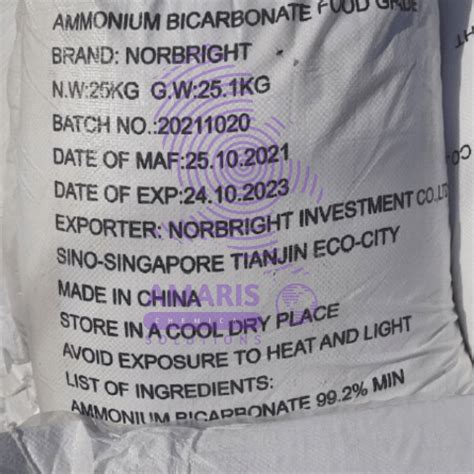 AMMONIUM BICARBONATE FOOD GRADE
BRAND: NORBRIGHT
N.W:25KG G.W:25.1KG
BATCH NO.:20211020
DATE OF MAF:25.10.2021
DATE OF EXP:24.10.2023
EXPORTER: NORBRIGHT INVESTMENT CO.,LTD
SINO-SINGAPORE TIANJIN ECO-CITY
MADE IN CHINA
AMARIS
CHEMICAL
SOLUTIONS
STORE IN A COOL DRY PLACE
AVOID EXPOSURE TO HEAT AND LIGHT
LIST OF INGREDIENTS:
AMMONIUM BICARBONATE 99.2% MIN